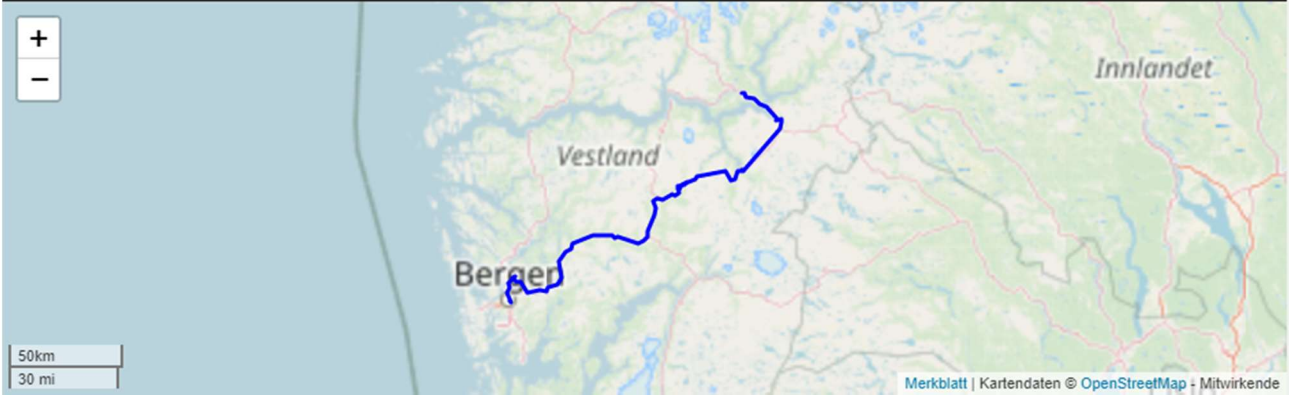 +
Innlandet
Vestland
−
Bergen
50km
30 mi
Merkblatt | Kartendaten © OpenStreetMap - Mitwirkende